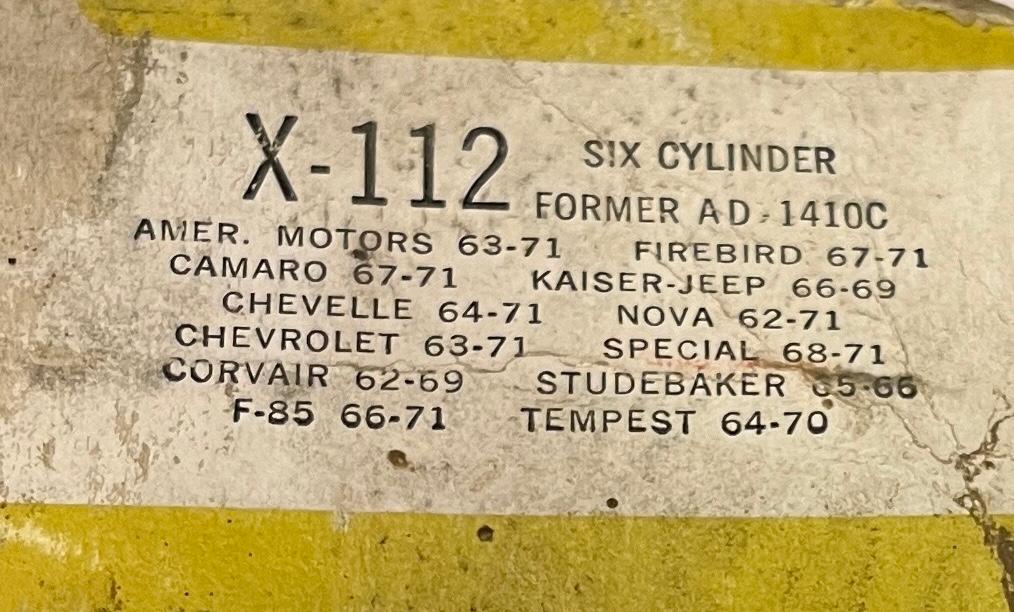 X-112 SIX CYLINDER
FORMER AD-1410C
AMER. MOTORS 63-71 FIREBIRD 67-71
CAMARO 67-71 KAISER-JEEP 66-69
CHEVELLE 64-71 NOVA 62-71
CHEVROLET 63-71 SPECIAL 68-71
CORVAIR 62-69 STUDEBAKER 65-66
F-85 66-71 TEMPEST 64-70